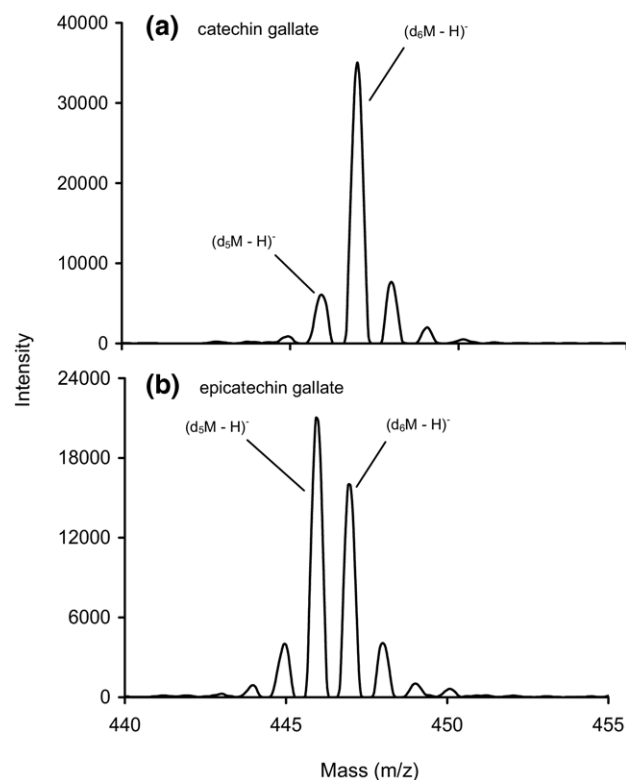 (a) catechin gallate
(d₆M - H)⁻
(d₅M - H)⁻
40000
30000
20000
10000
0
Intensity
(b) epicatechin gallate
(d₅M - H)⁻
(d₆M - H)⁻
24000
18000
12000
6000
0
440 445 450 455
Mass (m/z)